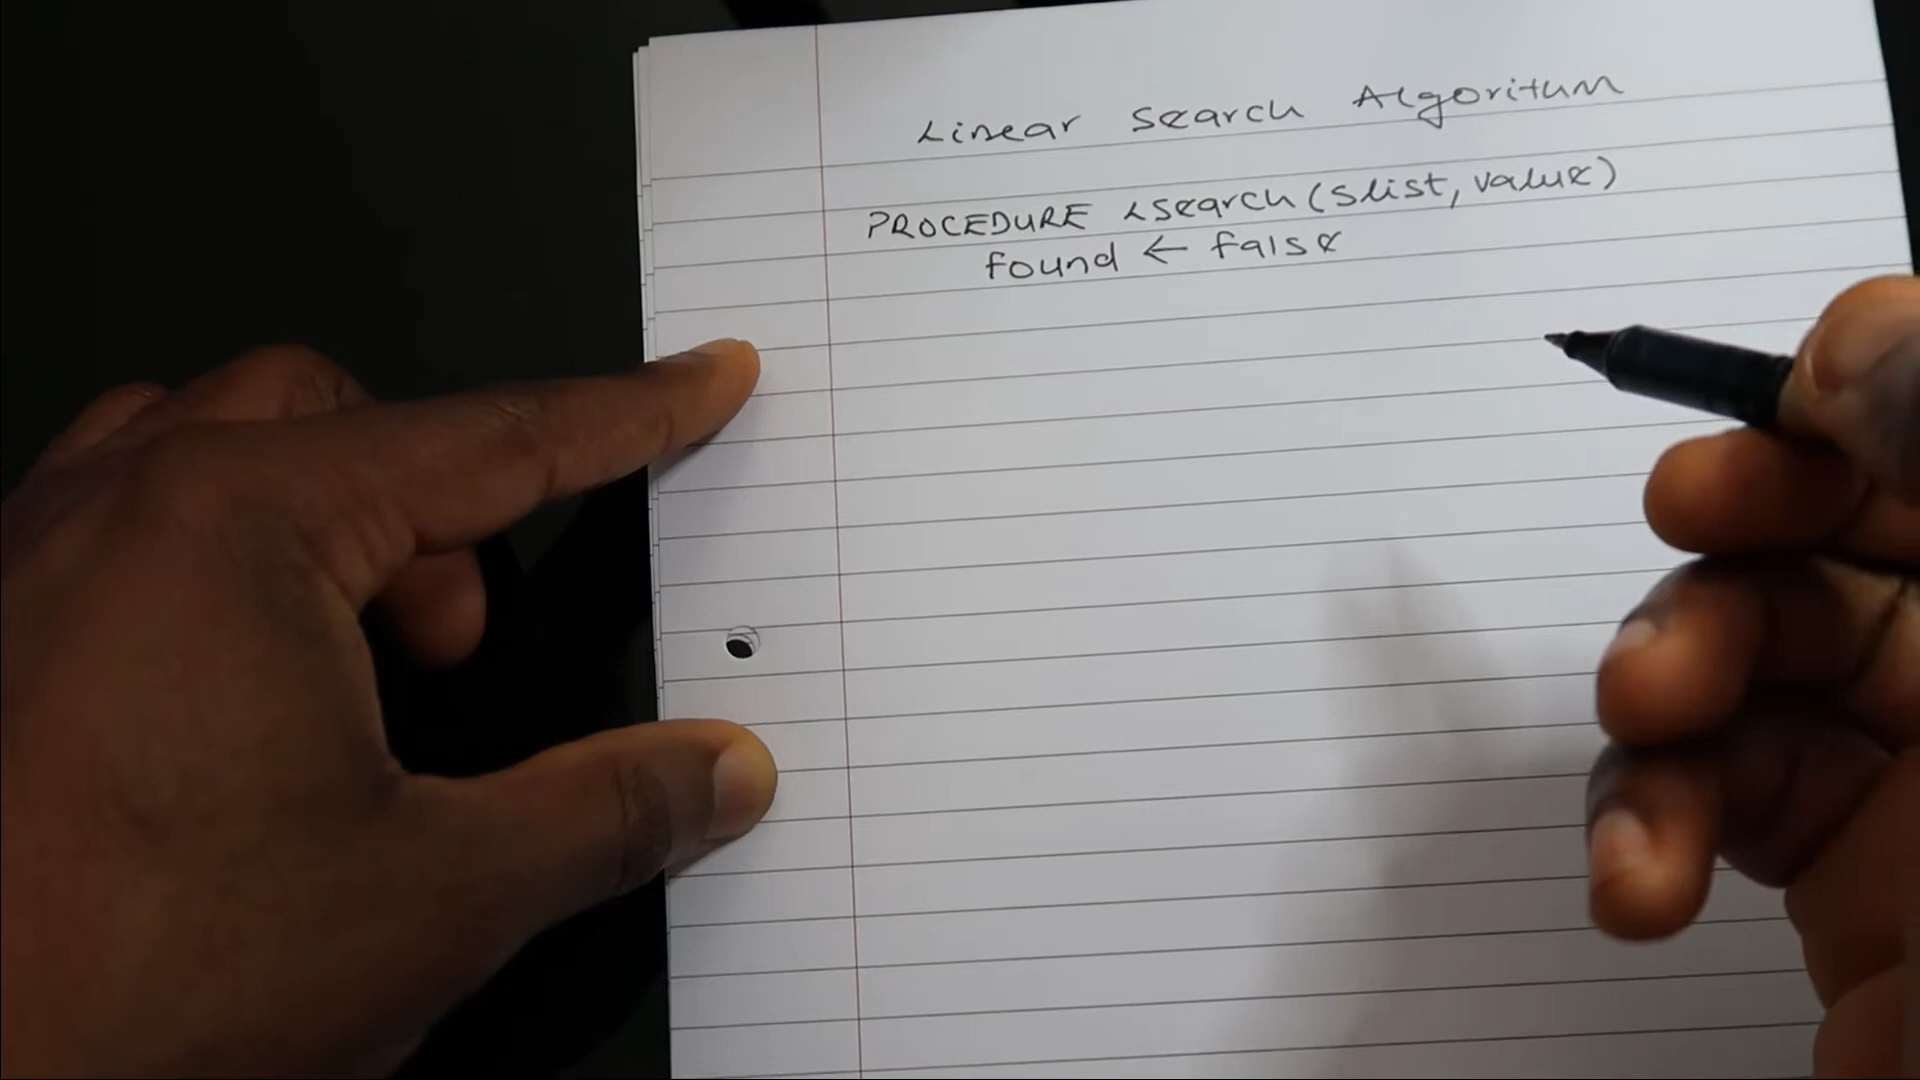 Linear Search Algorithm
PROCEDURE Lsearch(Slist, value)
found ← false